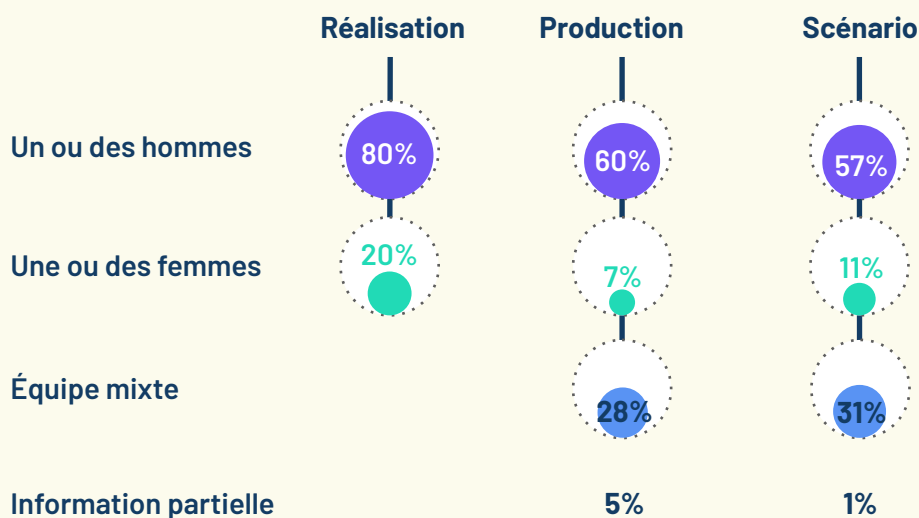 Réalisation Production Scénario
Un ou des hommes 80% 60% 57%
Une ou des femmes 20% 7% 11%
Équipe mixte 28% 31%
Information partielle 5% 1%